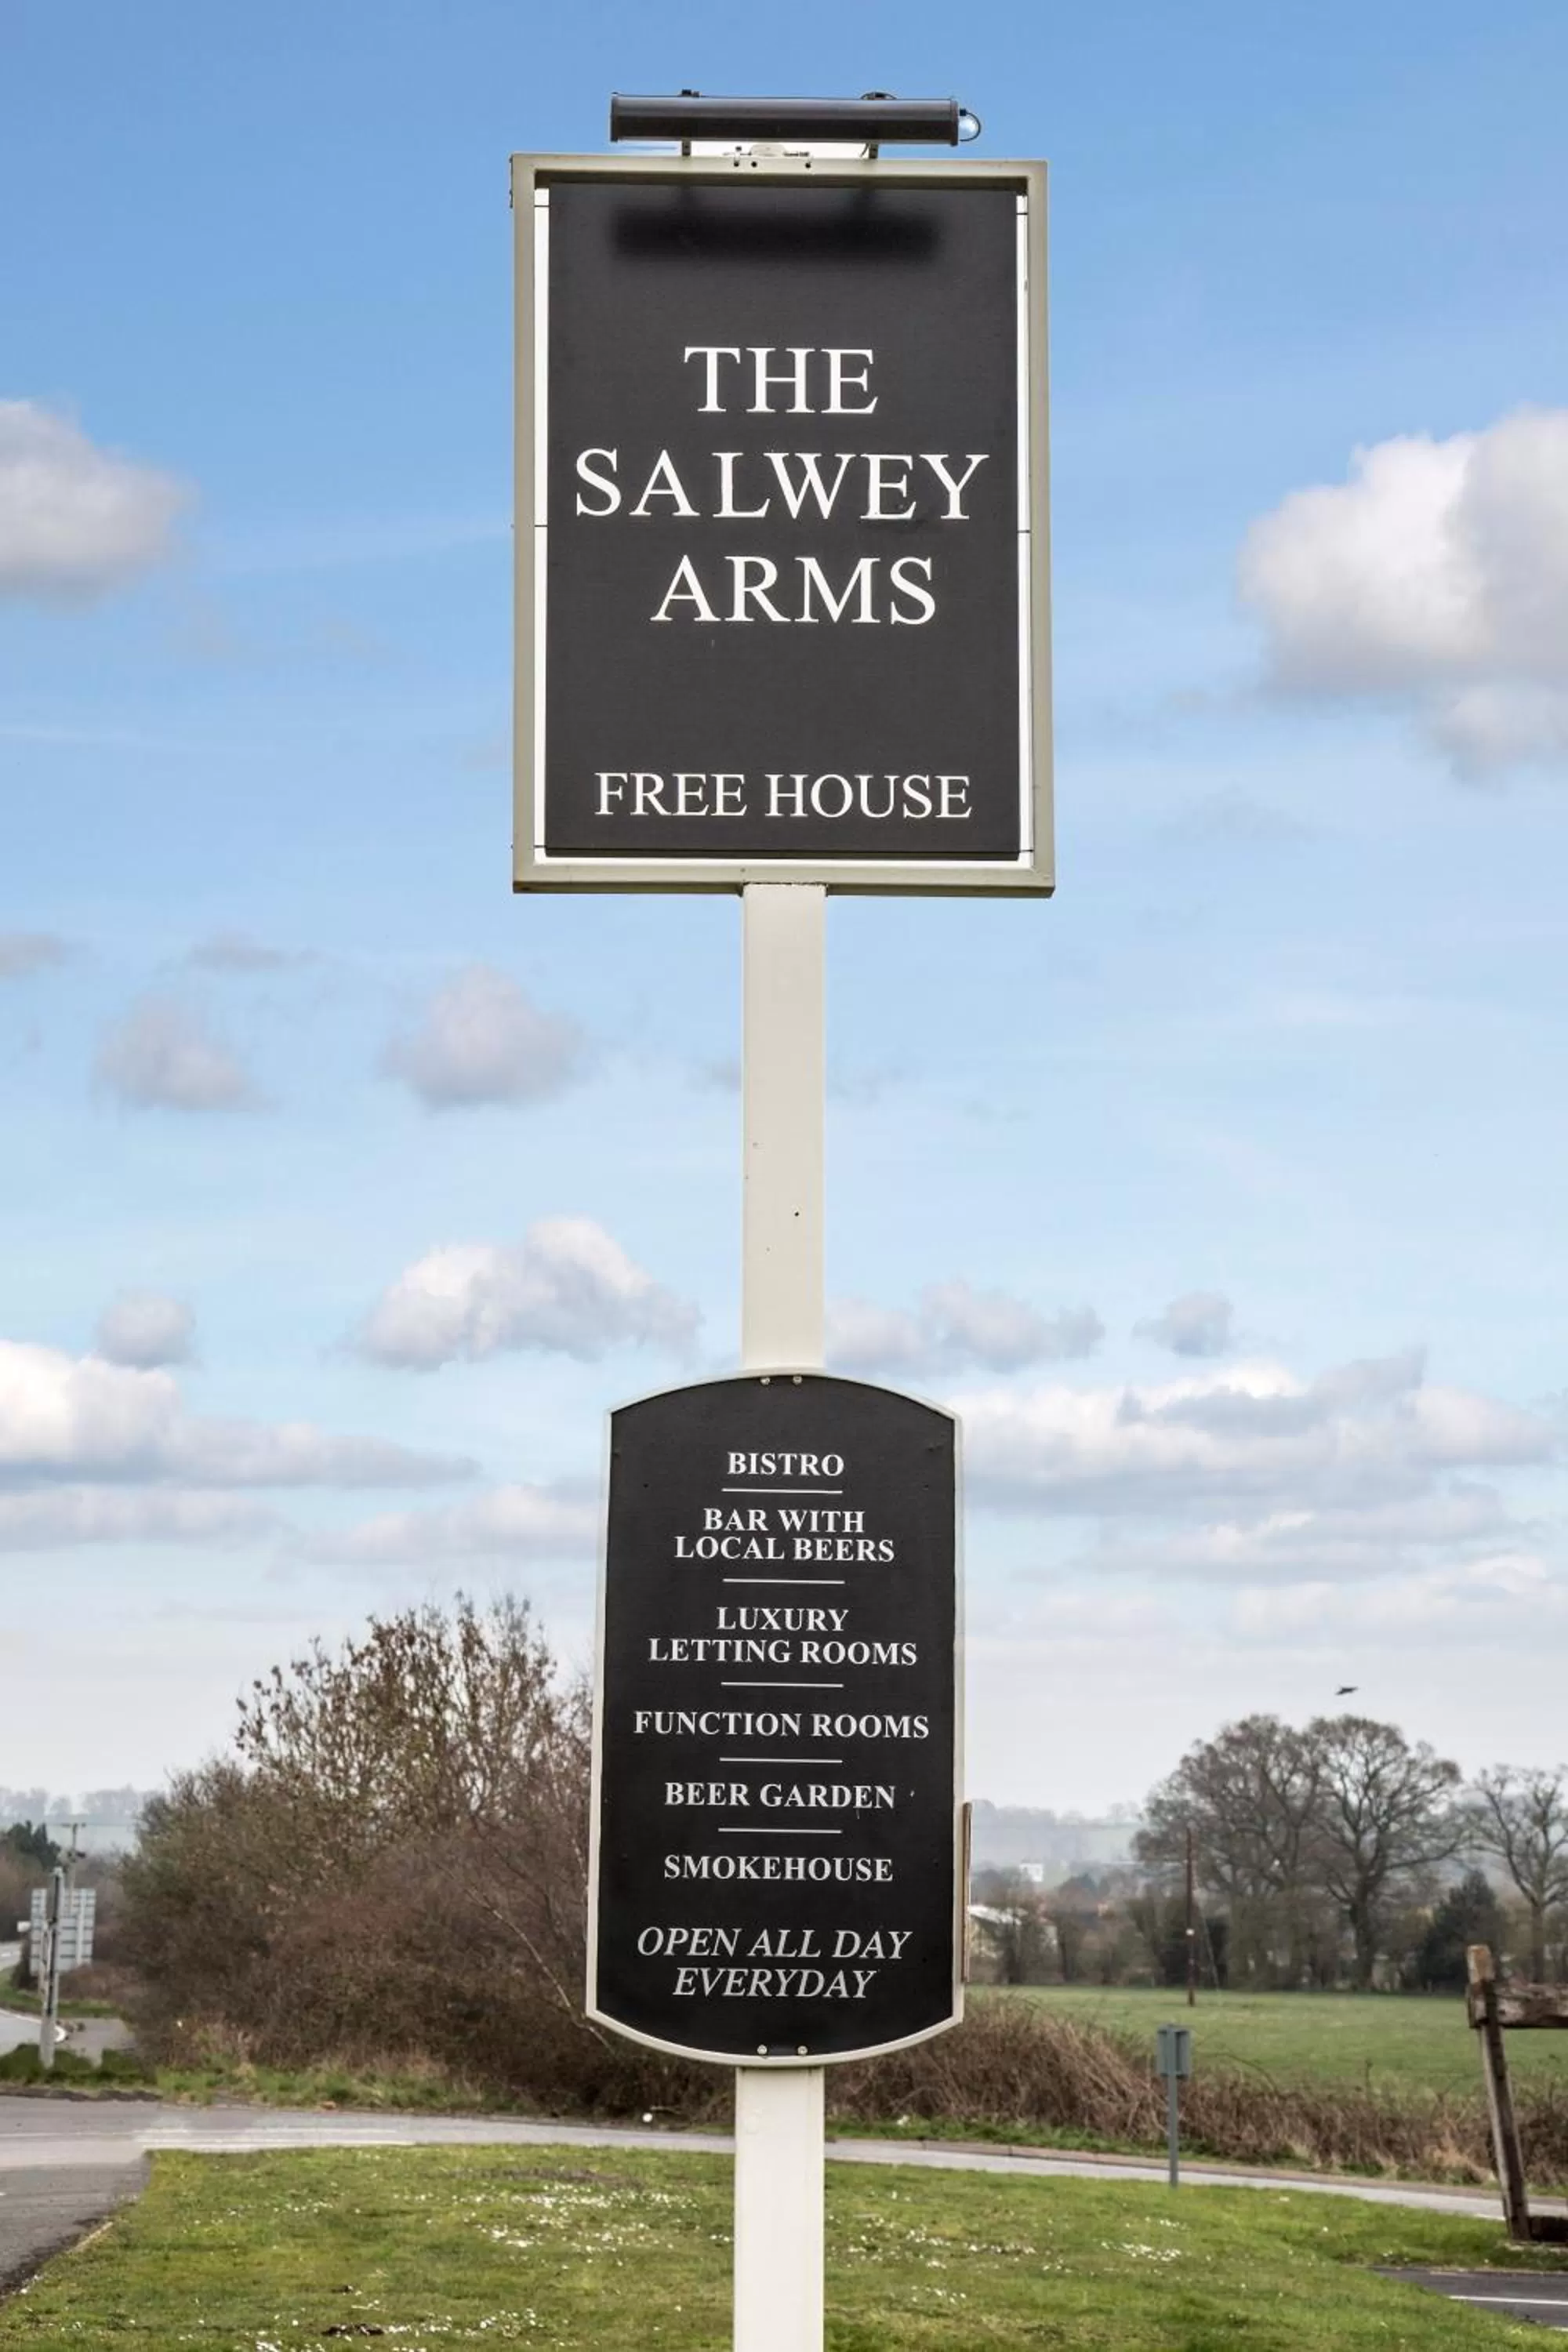 THE
SALWEY
ARMS
FREE HOUSE
BISTRO
BAR WITH
LOCAL BEERS
LUXURY
LETTING ROOMS
FUNCTION ROOMS
BEER GARDEN
SMOKEHOUSE
OPEN ALL DAY
EVERYDAY